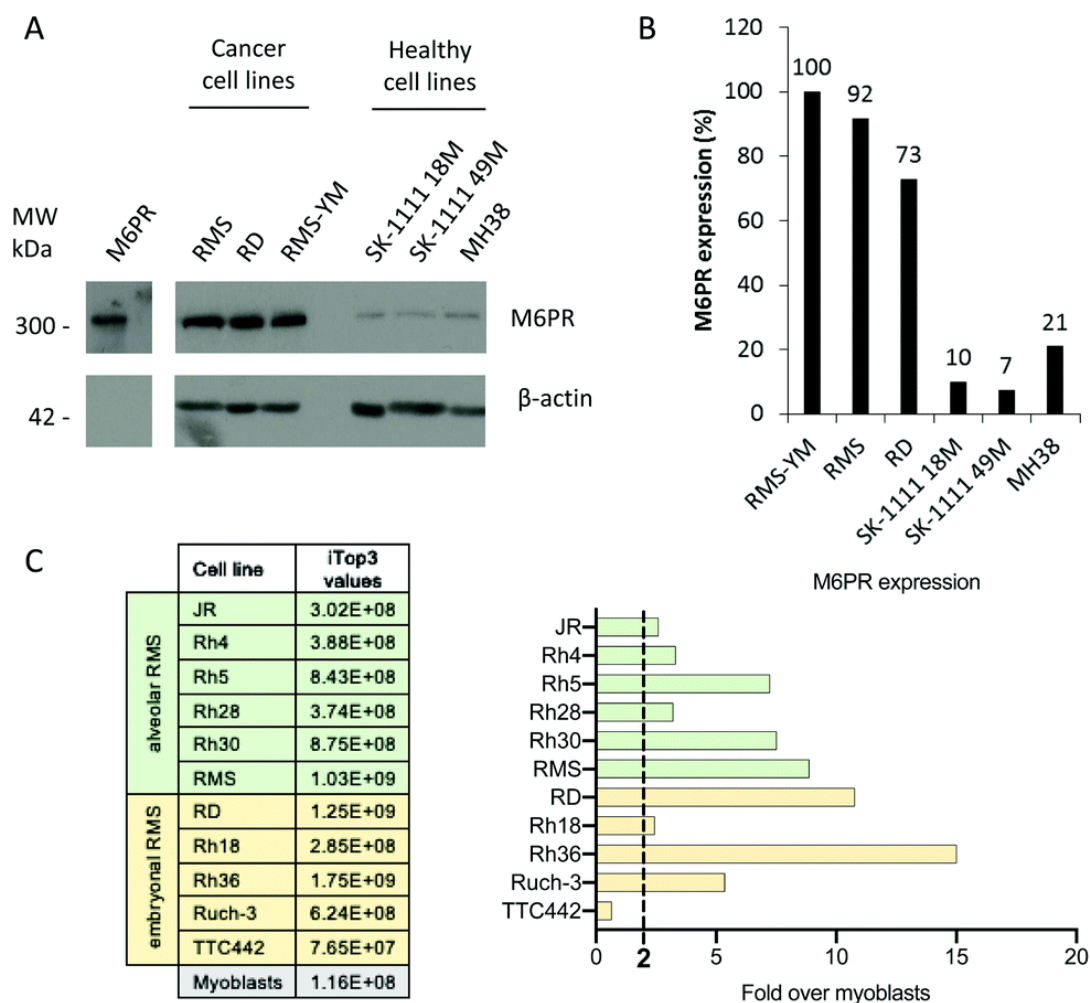 A
Cancer
cell lines
Healthy
cell lines
MW
kDa
M6PR
RMS
RD
RMS-YM
SK-1111 18M
SK-1111 49M
MH38
300 -
M6PR
42 -
β-actin
B
M6PR expression (%)
120
100
80
60
40
20
0
100
92
73
10
7
21
RMS-YM
RMS
RD
SK-1111 18M
SK-1111 49M
MH38
C
Cell line iTop3 values
alveolar RMS
JR 3.02E+08
Rh4 3.88E+08
Rh5 8.43E+08
Rh28 3.74E+08
Rh30 8.75E+08
RMS 1.03E+09
embryonal RMS
RD 1.25E+09
Rh18 2.85E+08
Rh36 1.75E+09
Ruch-3 6.24E+08
TTC442 7.65E+07
Myoblasts 1.16E+08
M6PR expression
JR
Rh4
Rh5
Rh28
Rh30
RMS
RD
Rh18
Rh36
Ruch-3
TTC442
0 2 5 10 15 20
Fold over myoblasts